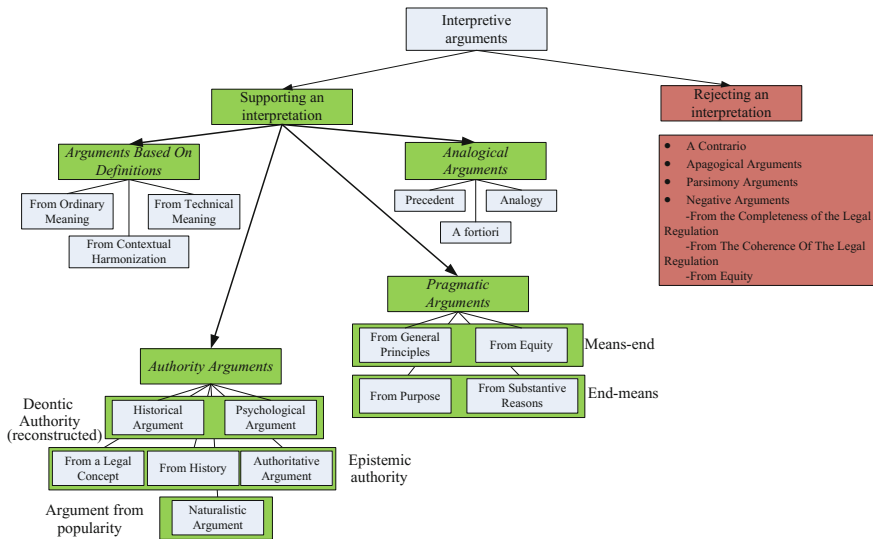 Interpretive
arguments
Supporting an
interpretation
Rejecting an
interpretation
Arguments Based On
Definitions
From Ordinary
Meaning
From Technical
Meaning
From Contextual
Harmonization
Analogical
Arguments
Precedent
Analogy
A fortiori
● A Contrario
● Apagogical Arguments
● Parsimony Arguments
● Negative Arguments
-From the Completeness of the Legal
Regulation
-From The Coherence Of The Legal
Regulation
-From Equity
Pragmatic
Arguments
From General
Principles
From Equity
Means-end
From Purpose
From Substantive
Reasons
End-means
Authority Arguments
Deontic
Authority
(reconstructed)
Historical
Argument
Psychological
Argument
From a Legal
Concept
From History
Authoritative
Argument
Epistemic
authority
Argument from
popularity
Naturalistic
Argument